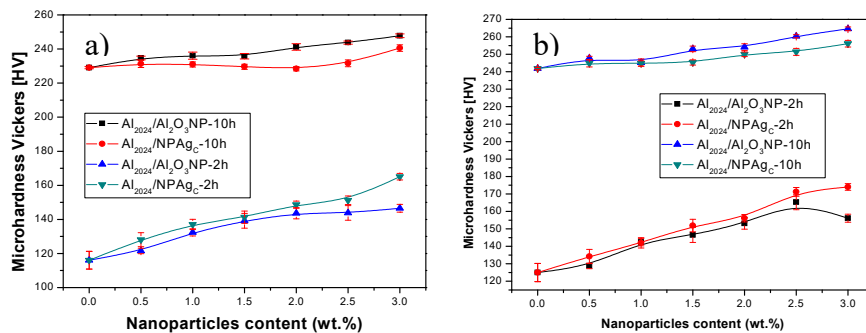 a)
Microhardness Vickers [HV]
260
240
220
200
180
160
140
120
100
Al2024/Al2O3NP-10h
Al2024/NPAgC-10h
Al2024/Al2O3NP-2h
Al2024/NPAgC-2h
0.0 0.5 1.0 1.5 2.0 2.5 3.0
Nanoparticles content (wt.%)
b)
Microhardness Vickers [HV]
270
260
250
240
230
220
210
200
190
180
170
160
150
140
130
120
Al2024/Al2O3NP-2h
Al2024/NPAgC-2h
Al2024/Al2O3NP-10h
Al2024/NPAgC-10h
0.0 0.5 1.0 1.5 2.0 2.5 3.0
Nanoparticles content (wt.%)